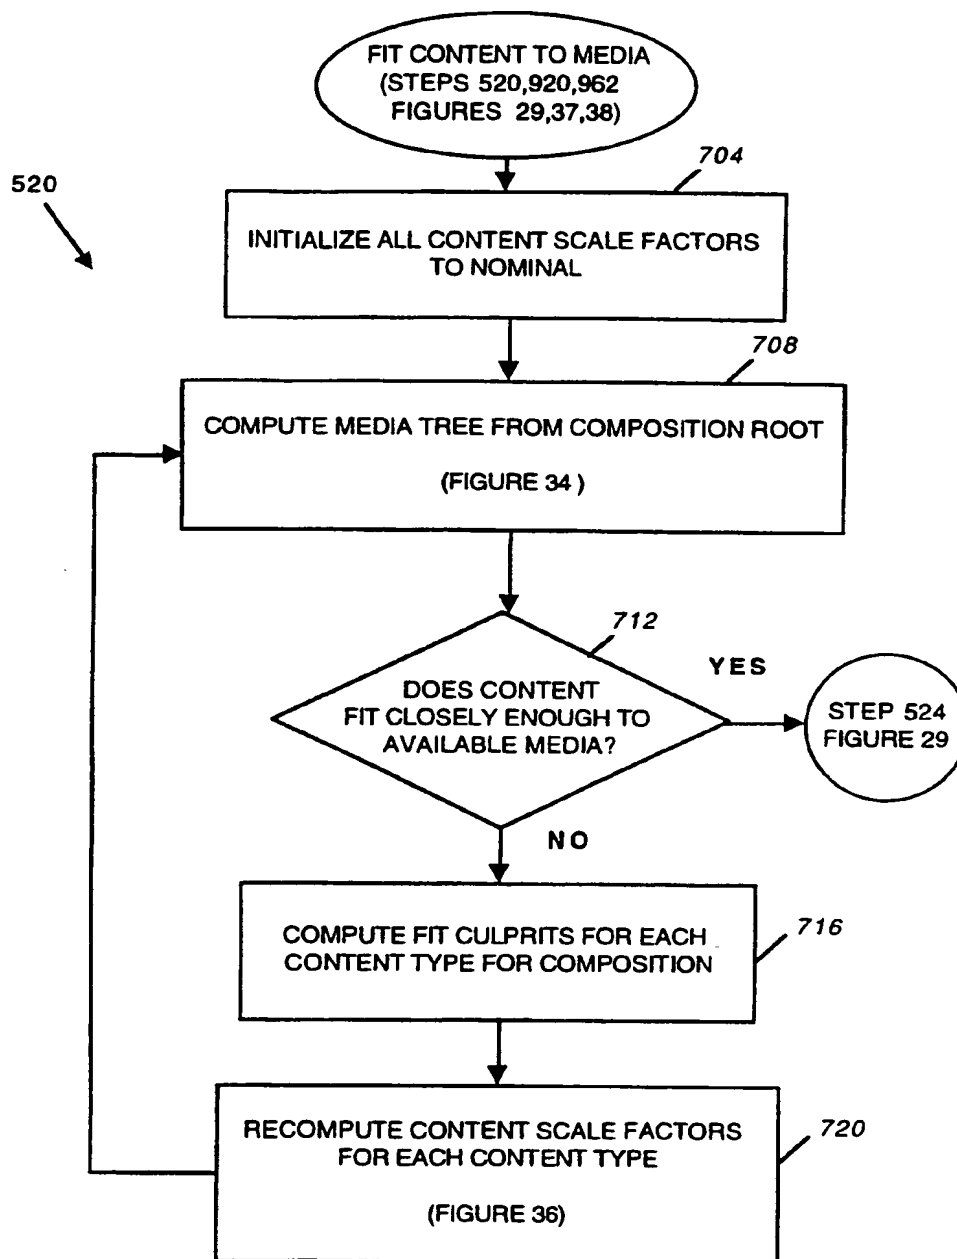 FIT CONTENT TO MEDIA
(STEPS 520,920,962
FIGURES 29,37,38)
704
520
INITIALIZE ALL CONTENT SCALE FACTORS
TO NOMINAL
708
COMPUTE MEDIA TREE FROM COMPOSITION ROOT
(FIGURE 34)
712
YES
DOES CONTENT
FIT CLOSELY ENOUGH TO
AVAILABLE MEDIA?
STEP 524
FIGURE 29
NO
716
COMPUTE FIT CULPRITS FOR EACH
CONTENT TYPE FOR COMPOSITION
720
RECOMPUTE CONTENT SCALE FACTORS
FOR EACH CONTENT TYPE
(FIGURE 36)